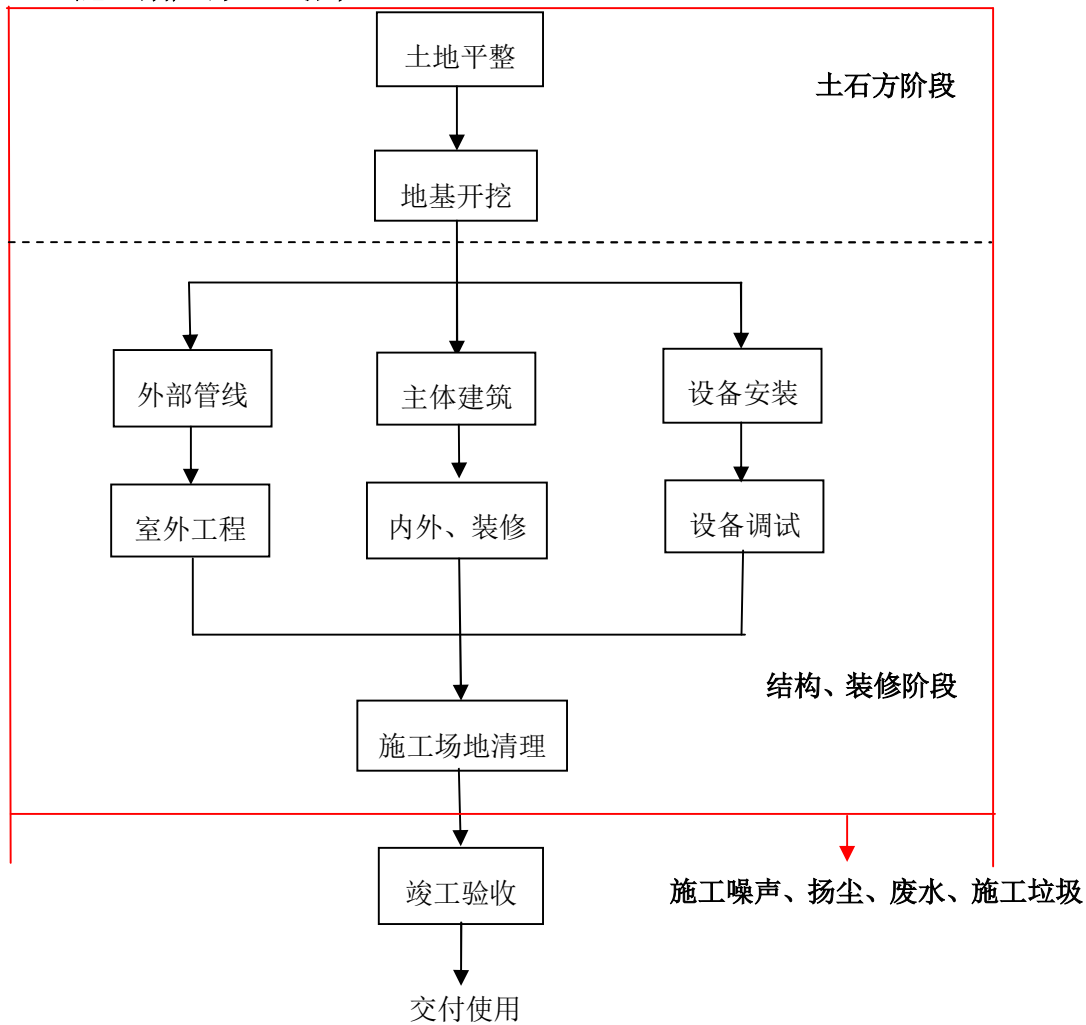 土地平整
土石方阶段
地基开挖
外部管线
主体建筑
设备安装
室外工程
内外、装修
设备调试
结构、装修阶段
施工场地清理
竣工验收
施工噪声、扬尘、废水、施工垃圾
交付使用